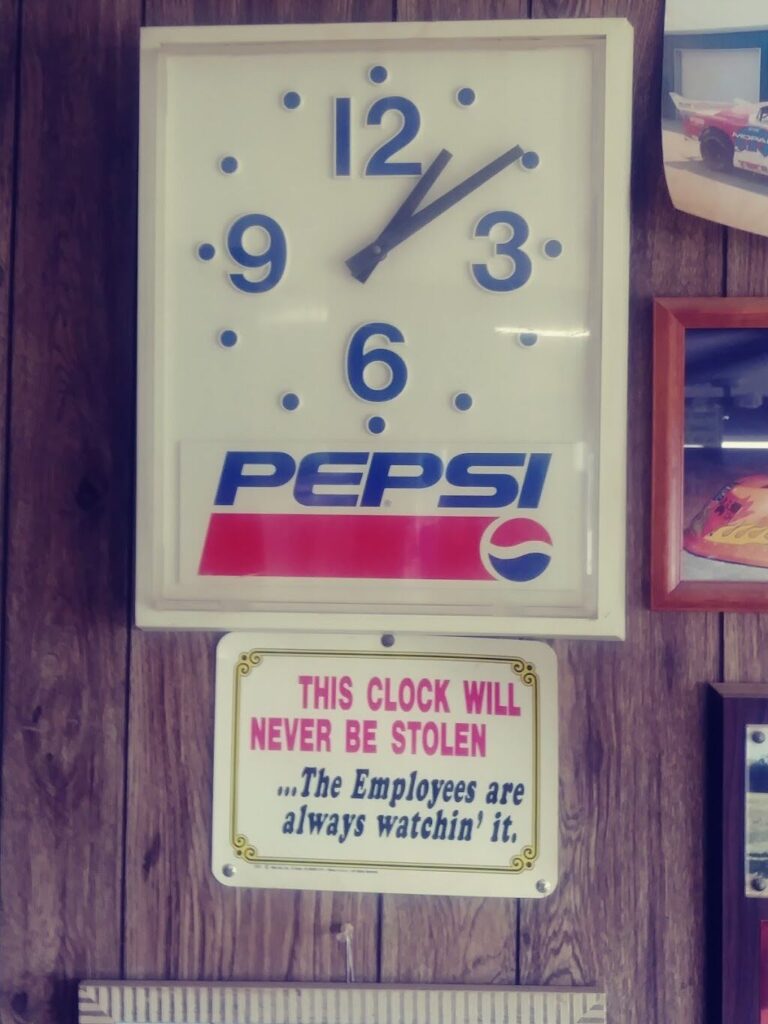 12
9
3
6
PEPSI
THIS CLOCK WILL
NEVER BE STOLEN
...The Employees are
always watchin' it.